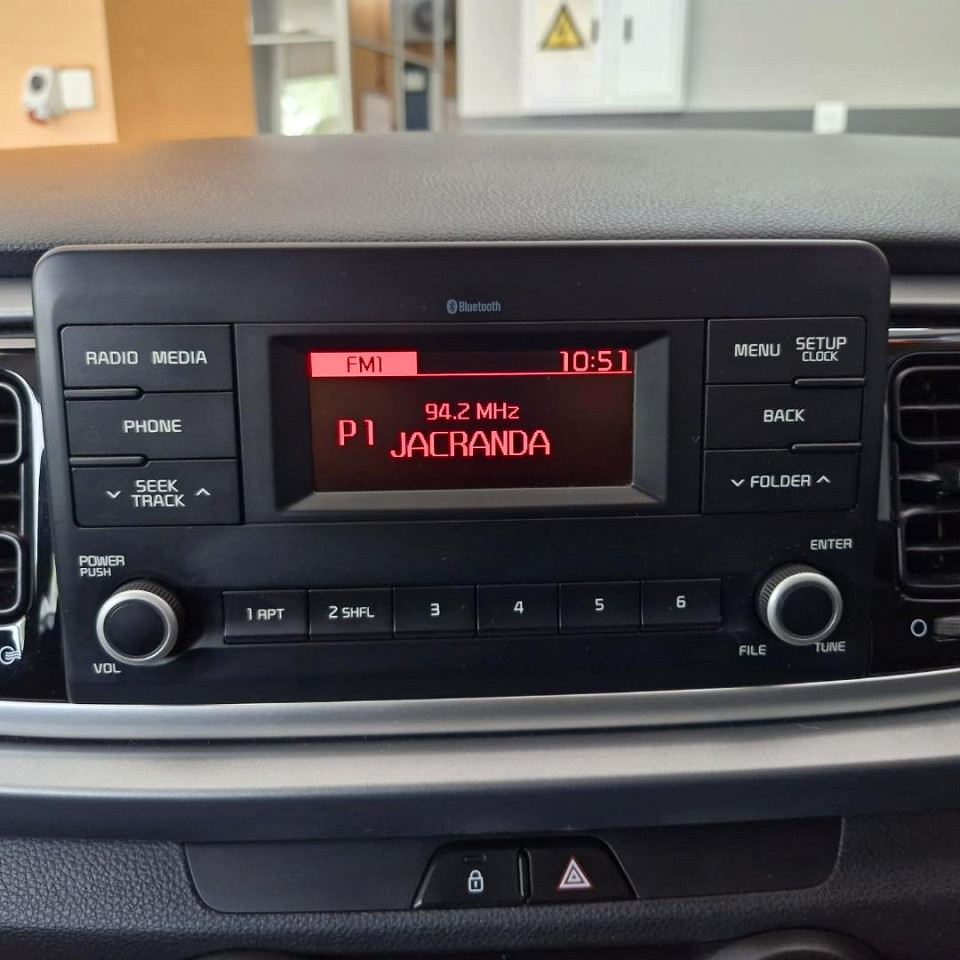 Bluetooth
RADIO MEDIA
PHONE
SEEK
TRACK
FM1 10:51
94.2 MHz
P1 JACRANDA
MENU SETUP
CLOCK
BACK
FOLDER
POWER
PUSH
VOL
1 RPT 2 SHFL 3 4 5 6
ENTER
FILE TUNE